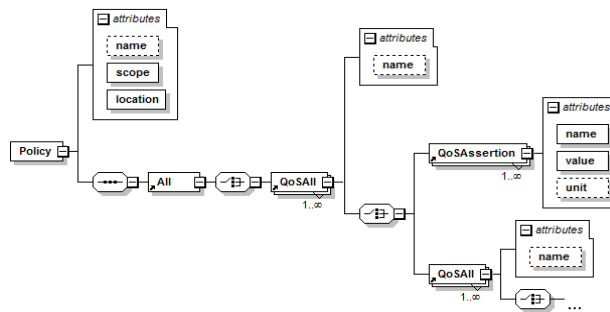 attributes
name
scope
location
Policy
All
QoSAll
1..∞
attributes
name
QoSAssertion
1..∞
attributes
name
value
unit
QoSAll
1..∞
attributes
name
...